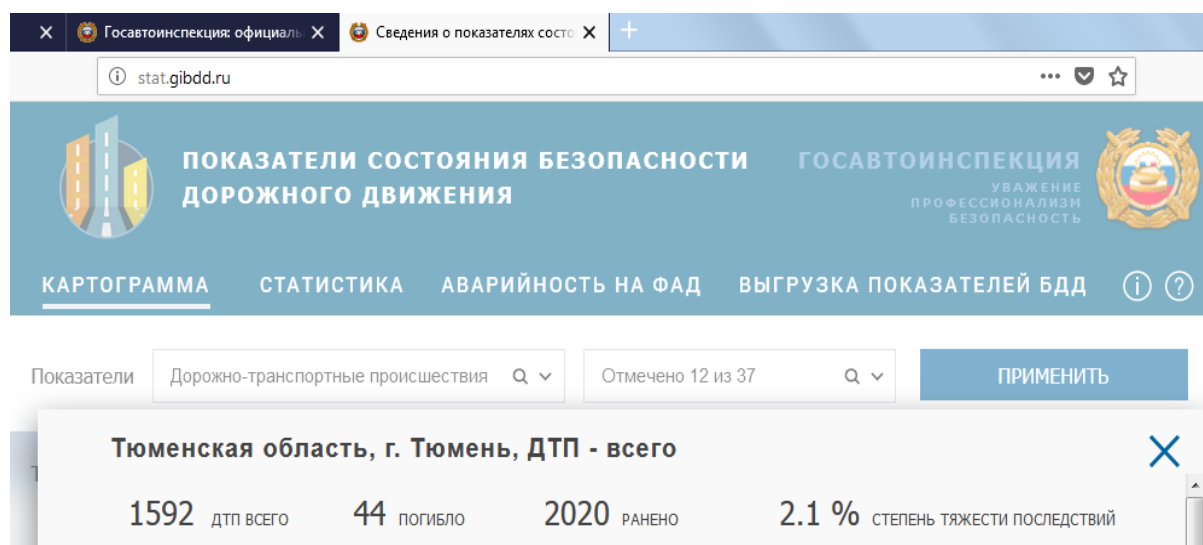 Госавтоинспекция: официаль
Сведения о показателях состо
stat.gibdd.ru
ПОКАЗАТЕЛИ СОСТОЯНИЯ БЕЗОПАСНОСТИ
ДОРОЖНОГО ДВИЖЕНИЯ
ГОСАВТОИНСПЕКЦИЯ
УВАЖЕНИЕ
ПРОФЕССИОНАЛИЗМ
БЕЗОПАСНОСТЬ
КАРТОГРАММА СТАТИСТИКА АВАРИЙНОСТЬ НА ФАД ВЫГРУЗКА ПОКАЗАТЕЛЕЙ БДД
Показатели Дорожно-транспортные происшествия Отмечено 12 из 37 ПРИМЕНИТЬ
Тюменская область, г. Тюмень, ДТП - всего
1592 ДТП ВСЕГО 44 ПОГИБЛО 2020 РАНЕНО 2.1 % СТЕПЕНЬ ТЯЖЕСТИ ПОСЛЕДСТВИЙ